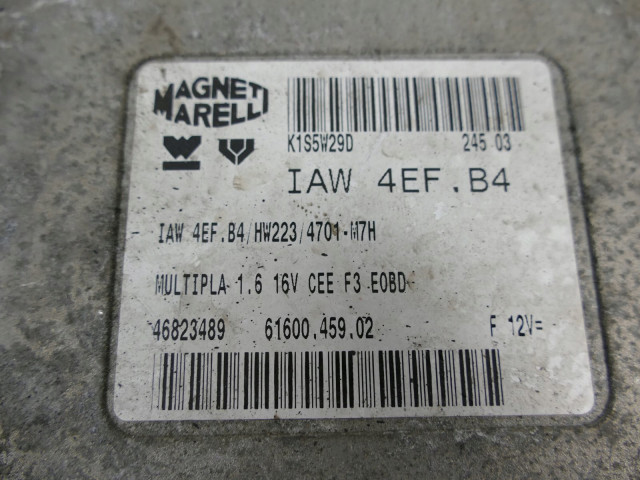 MAGNETI
MARELLI
K1S5W29D 245 03
IAW 4EF.B4
IAW 4EF.B4/HW223/4701-M7H
MULTIPLA 1.6 16V CEE F3 EOBD
46823489 61600.459.02 F 12V=